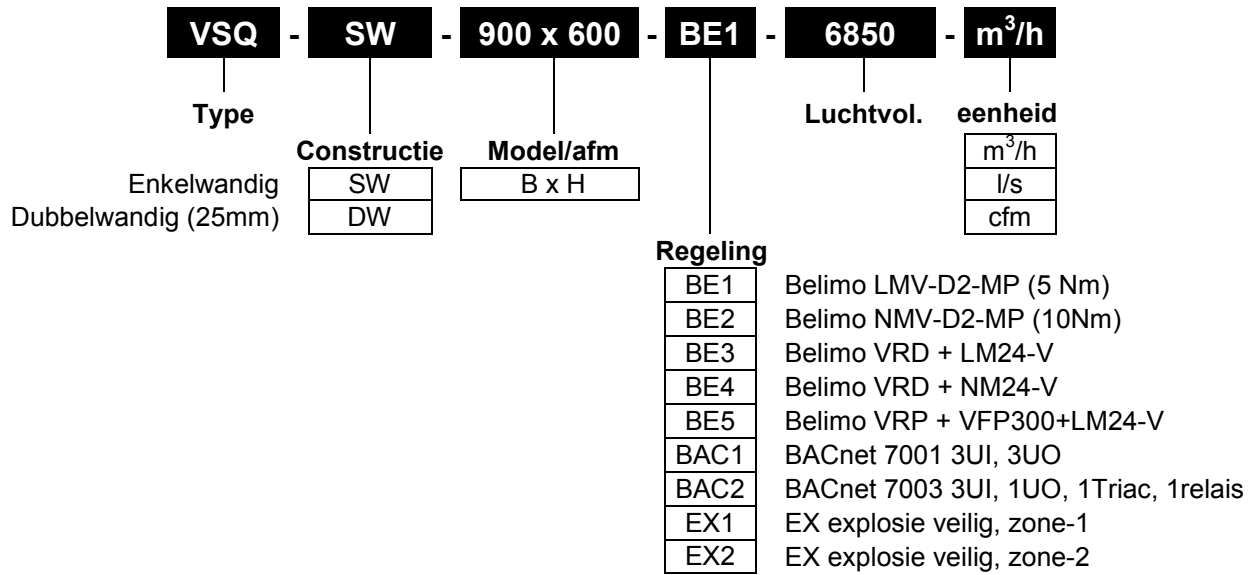 VSQ - SW - 900 x 600 - BE1 - 6850 - m³/h
Type Luchtvol. eenheid
Constructie Model/afm m³/h
Enkelwandig SW B x H l/s
Dubbelwandig (25mm) DW cfm
Regeling
BE1 Belimo LMV-D2-MP (5 Nm)
BE2 Belimo NMV-D2-MP (10Nm)
BE3 Belimo VRD + LM24-V
BE4 Belimo VRD + NM24-V
BE5 Belimo VRP + VFP300+LM24-V
BAC1 BACnet 7001 3UI, 3UO
BAC2 BACnet 7003 3UI, 1UO, 1Triac, 1relais
EX1 EX explosie veilig, zone-1
EX2 EX explosie veilig, zone-2